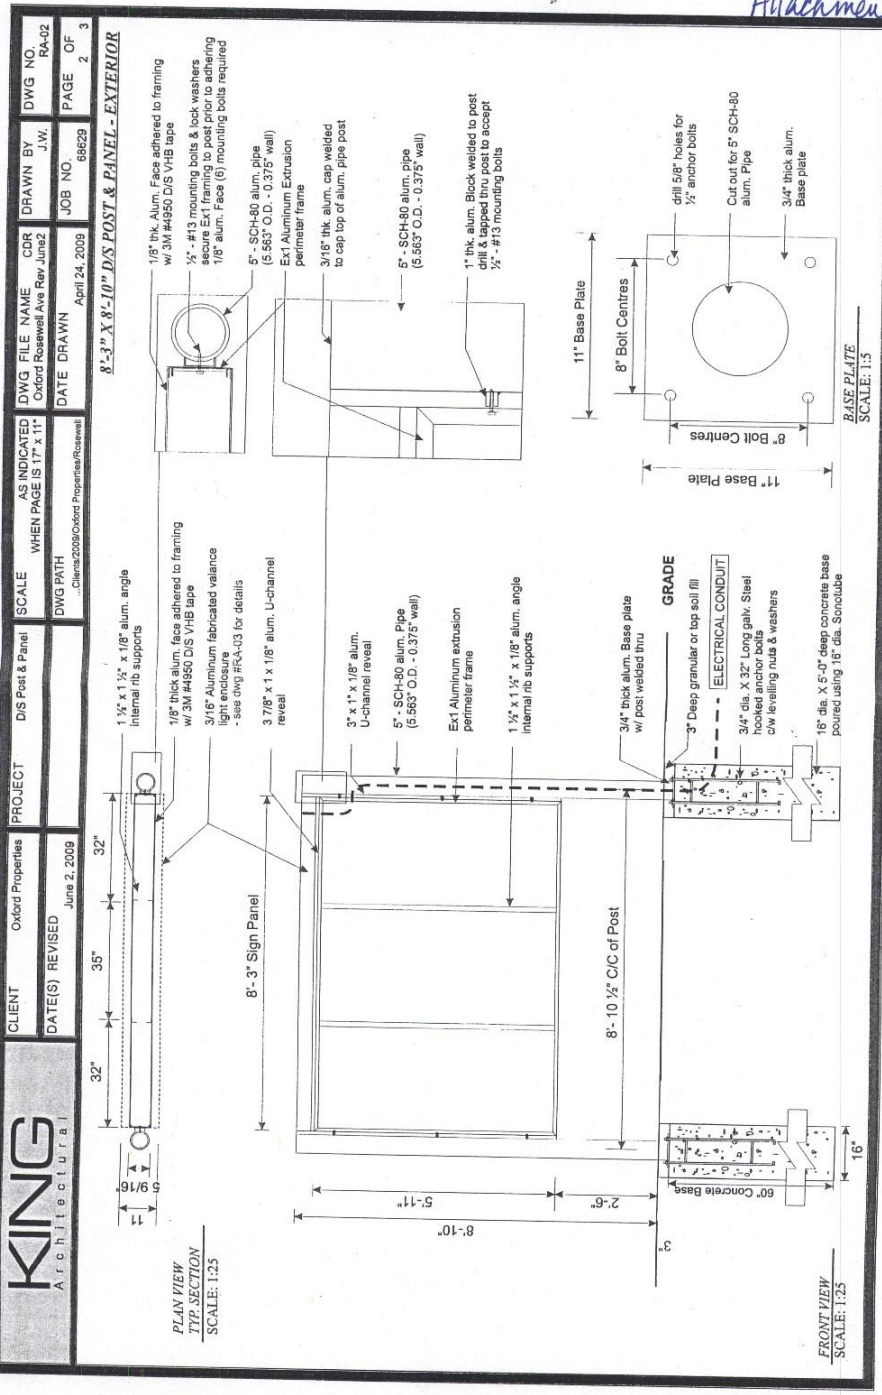 Attachmen
KING
Architectural
CLIENT
Oxford Properties
DATE(S) REVISED
June 2, 2009
PROJECT
D/S Post & Panel
SCALE
AS INDICATED
WHEN PAGE IS 17" x 11"
DWG PATH
...Clients/2009/Oxford Properties/Rosewell
DWG FILE NAME
CDR
Oxford Rosewell Ave Rev June2
DATE DRAWN
April 24, 2009
DRAWN BY
J.W.
JOB NO.
68629
DWG NO.
RA-02
PAGE OF
2 3
8'-3" X 8'-10" D/S POST & PANEL - EXTERIOR
32"
35"
32"
5 9/16"
11
PLAN VIEW
TYP. SECTION
SCALE: 1:25
1 ½" x 1 ½" x 1/8" alum. angle
internal rib supports
1/8" thick alum. face adhered to framing
w/ 3M #4950 D/S VHB tape
3/16" Aluminum fabricated valance
light enclosure
- see dwg #RA-03 for details
3 7/8" x 1 x 1/8" alum. U-channel
reveal
1/8" thk. Alum. Face adhered to framing
w/ 3M #4950 D/S VHB tape
½" - #13 mounting bolts & lock washers
secure Ex1 framing to post prior to adhering
1/8" alum. Face (6) mounting bolts required
5" - SCH-80 alum. pipe
(5.563" O.D. - 0.375" wall)
Ex1 Aluminum Extrusion
perimeter frame
3/16" thk. alum. cap welded
to cap top of alum. pipe post
5" - SCH-80 alum. pipe
(5.563" O.D. - 0.375" wall)
1" thk. alum. Block welded to post
drill & tapped thru post to accept
½" - #13 mounting bolts
8'- 3" Sign Panel
3" x 1" x 1/8" alum.
U-channel reveal
5" - SCH-80 alum. Pipe
(5.563" O.D. - 0.375" wall)
Ex1 Aluminum extrusion
perimeter frame
1 ½" x 1 ½" x 1/8" alum. angle
internal rib supports
8'- 10 ½" C/C of Post
5'-11"
8'-10"
2'-6"
3"
3/4" thick alum. Base plate
w/ post welded thru
GRADE
3" Deep granular or top soil fill
ELECTRICAL CONDUIT
3/4" dia. X 32" Long galv. Steel
hooked anchor bolts
c/w levelling nuts & washers
16" dia. X 5'-0" deep concrete base
poured using 16" dia. Sonotube
60" Concrete Base
16"
FRONT VIEW
SCALE: 1:25
11" Base Plate
8" Bolt Centres
8" Bolt Centres
11" Base Plate
drill 5/8" holes for
½" anchor bolts
Cut out for 5" SCH-80
alum. Pipe
3/4" thick alum.
Base plate
BASE PLATE
SCALE: 1:5